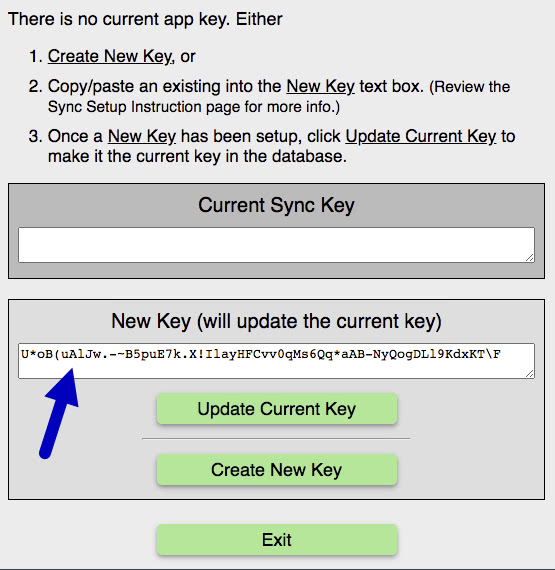 There is no current app key. Either
1. Create New Key, or
2. Copy/paste an existing into the New Key text box. (Review the
Sync Setup Instruction page for more info.)
3. Once a New Key has been setup, click Update Current Key to
make it the current key in the database.
Current Sync Key
New Key (will update the current key)
U*oB(uAlJw.-~B5puE7k.X!IlayHFCvv0qMs6Qq*aAB-NyQogDLl9KdxKT\F
Update Current Key
Create New Key
Exit